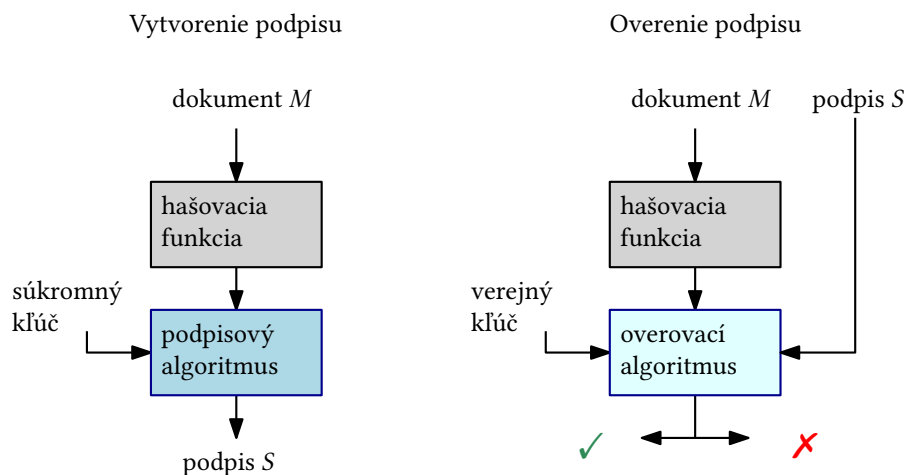 Vytvorenie podpisu
dokument M
hašovacia
funkcia
súkromný
kľúč
podpisový
algoritmus
podpis S
Overenie podpisu
dokument M
podpis S
hašovacia
funkcia
verejný
kľúč
overovací
algoritmus
✓
✗